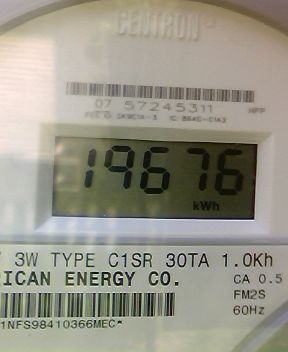 CENTRON
07 57245311
19676
kWh
3W TYPE C1SR 30TA 1.0Kh
RICAN ENERGY CO.
CA 0.5
FM2S
60Hz
1NFS98410366MEC*